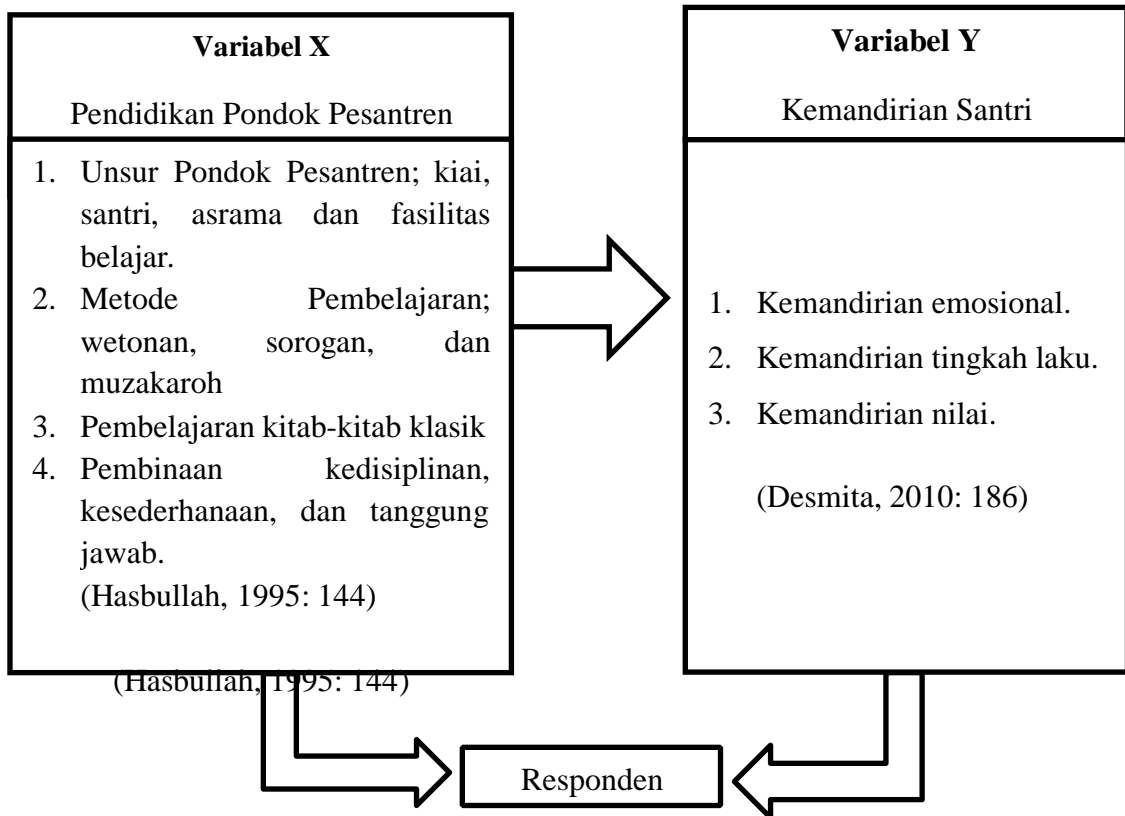 Variabel X
Pendidikan Pondok Pesantren
1. Unsur Pondok Pesantren; kiai,
santri, asrama dan fasilitas
belajar.
2. Metode Pembelajaran;
wetonan, sorogan, dan
muzakaroh
3. Pembelajaran kitab-kitab klasik
4. Pembinaan kedisiplinan,
kesederhanaan, dan tanggung
jawab.
(Hasbullah, 1995: 144)
(Hasbullah, 1995: 144)
Variabel Y
Kemandirian Santri
1. Kemandirian emosional.
2. Kemandirian tingkah laku.
3. Kemandirian nilai.
(Desmita, 2010: 186)
Responden